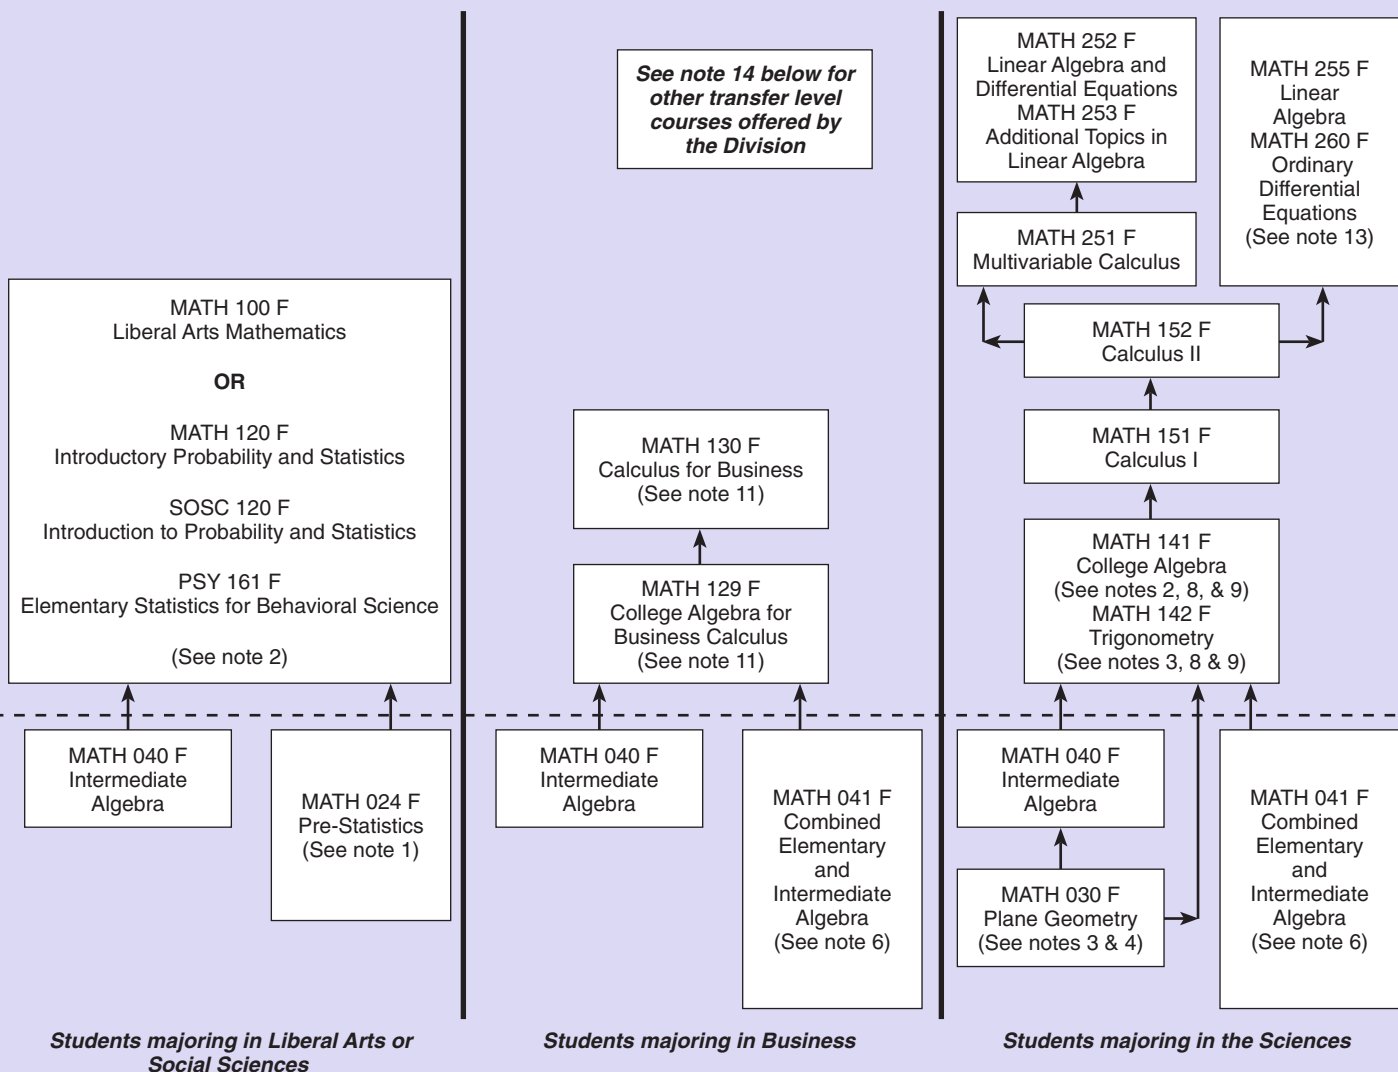 MATH 100 F
Liberal Arts Mathematics
OR
MATH 120 F
Introductory Probability and Statistics
SOSC 120 F
Introduction to Probability and Statistics
PSY 161 F
Elementary Statistics for Behavioral Science
(See note 2)
MATH 040 F
Intermediate
Algebra
MATH 024 F
Pre-Statistics
(See note 1)
Students majoring in Liberal Arts or
Social Sciences
See note 14 below for
other transfer level
courses offered by
the Division
MATH 130 F
Calculus for Business
(See note 11)
MATH 129 F
College Algebra for
Business Calculus
(See note 11)
MATH 040 F
Intermediate
Algebra
MATH 041 F
Combined
Elementary
and
Intermediate
Algebra
(See note 6)
Students majoring in Business
MATH 252 F
Linear Algebra and
Differential Equations
MATH 253 F
Additional Topics in
Linear Algebra
MATH 255 F
Linear
Algebra
MATH 260 F
Ordinary
Differential
Equations
(See note 13)
MATH 251 F
Multivariable Calculus
MATH 152 F
Calculus II
MATH 151 F
Calculus I
MATH 141 F
College Algebra
(See notes 2, 8, & 9)
MATH 142 F
Trigonometry
(See notes 3, 8 & 9)
MATH 040 F
Intermediate
Algebra
MATH 030 F
Plane Geometry
(See notes 3 & 4)
MATH 041 F
Combined
Elementary
and
Intermediate
Algebra
(See note 6)
Students majoring in the Sciences